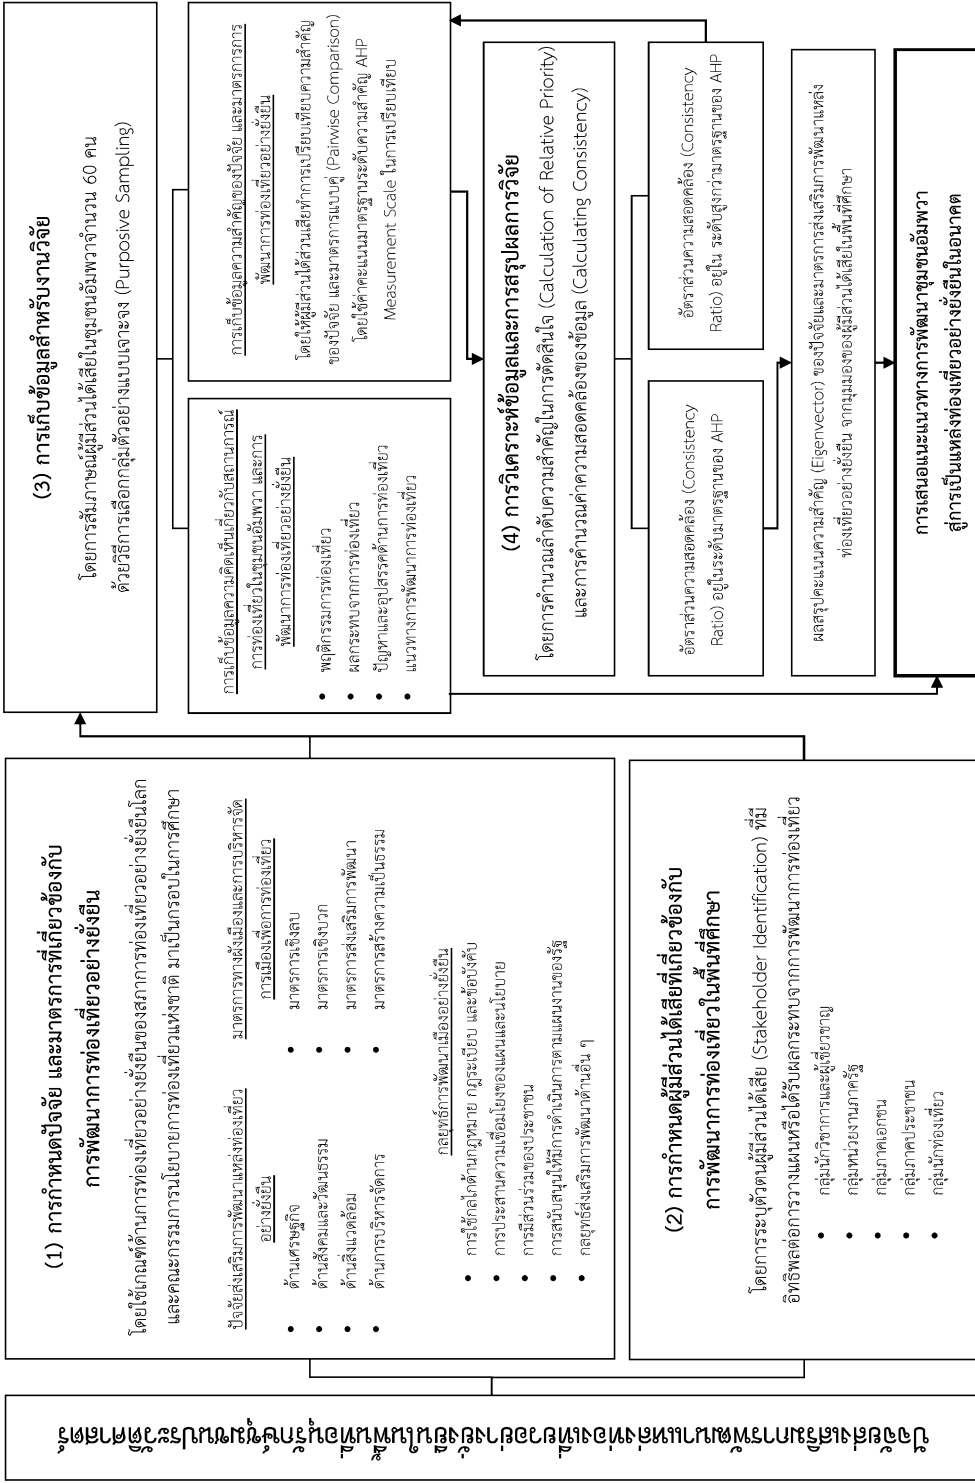 ปัจจัยส่งเสริมการพัฒนาแหล่งท่องเที่ยวอย่างยั่งยืนในพื้นที่อนุรักษ์ชุมชนประวัติศาสตร์
(1) การกำหนดปัจจัย และมาตรการที่เกี่ยวข้องกับ
การพัฒนาการท่องเที่ยวอย่างยั่งยืน
โดยใช้เกณฑ์ด้านการท่องเที่ยวอย่างยั่งยืนของสภาการท่องเที่ยวอย่างยั่งยืนโลก
และคณะกรรมการนโยบายการท่องเที่ยวแห่งชาติ มาเป็นกรอบในการศึกษา
ปัจจัยส่งเสริมการพัฒนาแหล่งท่องเที่ยว
อย่างยั่งยืน
• ด้านเศรษฐกิจ
• ด้านสังคมและวัฒนธรรม
• ด้านสิ่งแวดล้อม
• ด้านการบริหารจัดการ
มาตรการทางผังเมืองและการบริหารจัด
การเมืองเพื่อการท่องเที่ยว
• มาตรการเชิงลบ
• มาตรการเชิงบวก
• มาตรการส่งเสริมการพัฒนา
• มาตรการสร้างความเป็นธรรม
กลยุทธ์การพัฒนาเมืองอย่างยั่งยืน
• การใช้กลไกด้านกฎหมาย กฎระเบียบ และข้อบังคับ
• การประสานความเชื่อมโยงของแผนและนโยบาย
• การมีส่วนร่วมของประชาชน
• การสนับสนุนให้มีการดำเนินการตามแผนงานของรัฐ
• กลยุทธ์ส่งเสริมการพัฒนาด้านอื่น ๆ
(2) การกำหนดผู้มีส่วนได้เสียที่เกี่ยวข้องกับ
การพัฒนาการท่องเที่ยวในพื้นที่ศึกษา
โดยการระบุตัวตนผู้มีส่วนได้เสีย (Stakeholder Identification) ที่มี
อิทธิพลต่อการวางแผนหรือได้รับผลกระทบจากการพัฒนาการท่องเที่ยว
• กลุ่มนักวิชาการและผู้เชี่ยวชาญ
• กลุ่มหน่วยงานภาครัฐ
• กลุ่มภาคเอกชน
• กลุ่มภาคประชาชน
• กลุ่มนักท่องเที่ยว
(3) การเก็บข้อมูลสำหรับงานวิจัย
โดยการสัมภาษณ์ผู้มีส่วนได้เสียในชุมชนอัมพวาจำนวน 60 คน
ด้วยวิธีการเลือกกลุ่มตัวอย่างแบบเจาะจง (Purposive Sampling)
การเก็บข้อมูลความคิดเห็นเกี่ยวกับสถานการณ์
การท่องเที่ยวในชุมชนอัมพวา และการ
พัฒนาการท่องเที่ยวอย่างยั่งยืน
• พฤติกรรมการท่องเที่ยว
• ผลกระทบจากการท่องเที่ยว
• ปัญหาและอุปสรรคด้านการท่องเที่ยว
• แนวทางการพัฒนาการท่องเที่ยว
การเก็บข้อมูลความสำคัญของปัจจัย และมาตรการการ
พัฒนาการท่องเที่ยวอย่างยั่งยืน
โดยให้ผู้มีส่วนได้ส่วนเสียทำการเปรียบเทียบความสำคัญ
ของปัจจัย และมาตรการแบบคู่ (Pairwise Comparison)
โดยใช้ค่าคะแนนมาตรฐานระดับความสำคัญ AHP
Measurement Scale ในการเปรียบเทียบ
(4) การวิเคราะห์ข้อมูลและการสรุปผลการวิจัย
โดยการคำนวณลำดับความสำคัญในการตัดสินใจ (Calculation of Relative Priority)
และการคำนวณค่าความสอดคล้องของข้อมูล (Calculating Consistency)
อัตราส่วนความสอดคล้อง (Consistency
Ratio) อยู่ในระดับมาตรฐานของ AHP
อัตราส่วนความสอดคล้อง (Consistency
Ratio) อยู่ใน ระดับสูงกว่ามาตรฐานของ AHP
ผลสรุปคะแนนความสำคัญ (Eigenvector) ของปัจจัยและมาตรการส่งเสริมการพัฒนาแหล่ง
ท่องเที่ยวอย่างยั่งยืน จากมุมมองของผู้มีส่วนได้เสียในพื้นที่ศึกษา
การเสนอแนะแนวทางการพัฒนาชุมชนอัมพวา
สู่การเป็นแหล่งท่องเที่ยวอย่างยั่งยืนในอนาคต